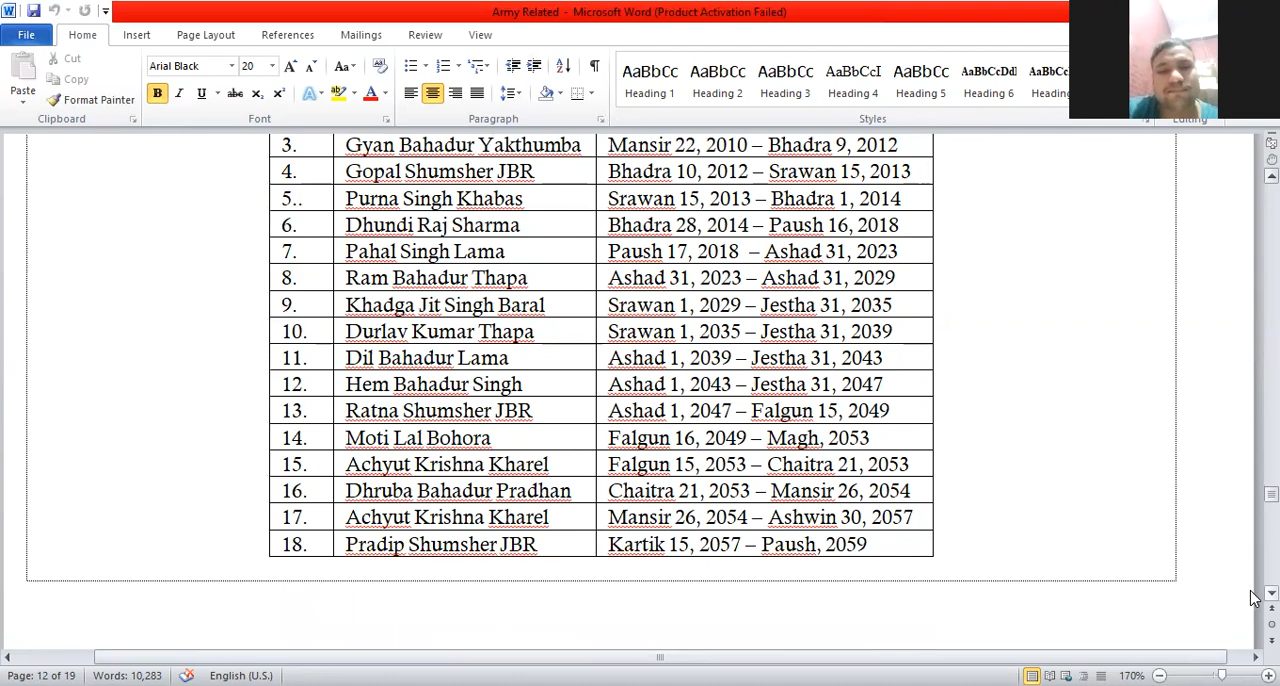 Army Related - Microsoft Word (Product Activation Failed)
File Home Insert Page Layout References Mailings Review View
Paste Cut Copy Format Painter
Arial Black 20
AaBbCc AaBbCc AaBbCc AaBbCcI AaBbCc AaBbCcDd AaBbCc
Heading 1 Heading 2 Heading 3 Heading 4 Heading 5 Heading 6 Heading
Clipboard Font Paragraph Styles Editing
3. Gyan Bahadur Yakthumba Mansir 22, 2010 – Bhadra 9, 2012
4. Gopal Shumsher JBR Bhadra 10, 2012 – Srawan 15, 2013
5.. Purna Singh Khabas Srawan 15, 2013 – Bhadra 1, 2014
6. Dhundi Raj Sharma Bhadra 28, 2014 – Paush 16, 2018
7. Pahal Singh Lama Paush 17, 2018 – Ashad 31, 2023
8. Ram Bahadur Thapa Ashad 31, 2023 – Ashad 31, 2029
9. Khadga Jit Singh Baral Srawan 1, 2029 – Jestha 31, 2035
10. Durlav Kumar Thapa Srawan 1, 2035 – Jestha 31, 2039
11. Dil Bahadur Lama Ashad 1, 2039 – Jestha 31, 2043
12. Hem Bahadur Singh Ashad 1, 2043 – Jestha 31, 2047
13. Ratna Shumsher JBR Ashad 1, 2047 – Falgun 15, 2049
14. Moti Lal Bohora Falgun 16, 2049 – Magh, 2053
15. Achyut Krishna Kharel Falgun 15, 2053 – Chaitra 21, 2053
16. Dhruba Bahadur Pradhan Chaitra 21, 2053 – Mansir 26, 2054
17. Achyut Krishna Kharel Mansir 26, 2054 – Ashwin 30, 2057
18. Pradip Shumsher JBR Kartik 15, 2057 – Paush, 2059
Page: 12 of 19 Words: 10,283 English (U.S.) 170%